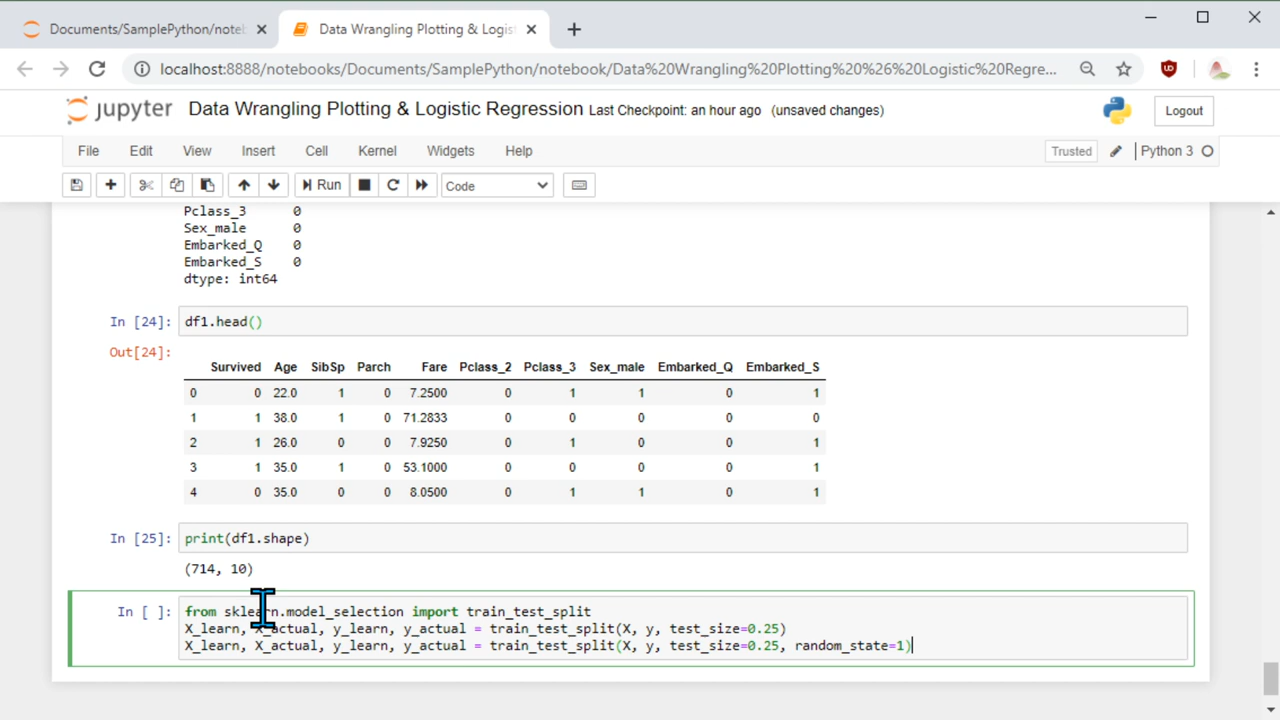 Documents/SamplePython/note
Data Wrangling Plotting & Logis
localhost:8888/notebooks/Documents/SamplePython/notebook/Data%20Wrangling%20Plotting%20%26%20Logistic%20Regre...
jupyter Data Wrangling Plotting & Logistic Regression Last Checkpoint: an hour ago (unsaved changes) Logout
File Edit View Insert Cell Kernel Widgets Help Trusted Python 3
Run Code
Pclass_3 0
Sex_male 0
Embarked_Q 0
Embarked_S 0
dtype: int64
In [24]: df1.head()
Out[24]:
Survived Age SibSp Parch Fare Pclass_2 Pclass_3 Sex_male Embarked_Q Embarked_S
0 0 22.0 1 0 7.2500 0 1 1 0 1
1 1 38.0 1 0 71.2833 0 0 0 0 0
2 1 26.0 0 0 7.9250 0 1 0 0 1
3 1 35.0 1 0 53.1000 0 0 0 0 1
4 0 35.0 0 0 8.0500 0 1 1 0 1
In [25]: print(df1.shape)
(714, 10)
In [ ]: from sklearn.model_selection import train_test_split
X_learn, X_actual, y_learn, y_actual = train_test_split(X, y, test_size=0.25)
X_learn, X_actual, y_learn, y_actual = train_test_split(X, y, test_size=0.25, random_state=1)